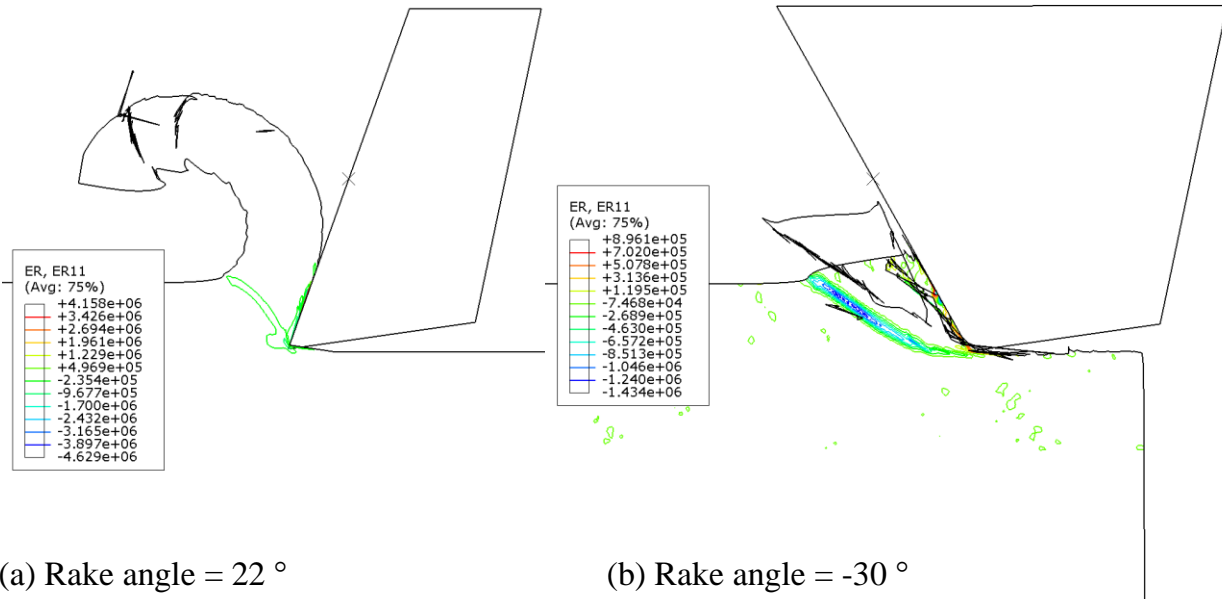 ER, ER11
(Avg: 75%)
+4.158e+06
+3.426e+06
+2.694e+06
+1.961e+06
+1.229e+06
+4.969e+05
-2.354e+05
-9.677e+05
-1.700e+06
-2.432e+06
-3.165e+06
-3.897e+06
-4.629e+06
ER, ER11
(Avg: 75%)
+8.961e+05
+7.020e+05
+5.078e+05
+3.136e+05
+1.195e+05
-7.468e+04
-2.689e+05
-4.630e+05
-6.572e+05
-8.513e+05
-1.046e+06
-1.240e+06
-1.434e+06
(a) Rake angle = 22 °
(b) Rake angle = -30 °